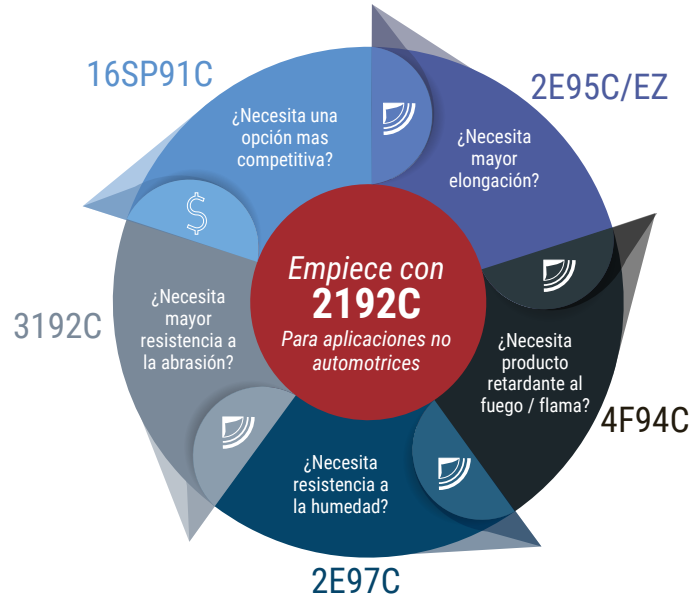 16SP91C
¿Necesita una
opción mas
competitiva?
$
2E95C/EZ
¿Necesita
mayor
elongación?
Empiece con
2192C
Para aplicaciones no
automotrices
3192C
¿Necesita
mayor
resistencia a
la abrasión?
¿Necesita
producto
retardante al
fuego / flama?
4F94C
¿Necesita
resistencia a
la humedad?
2E97C